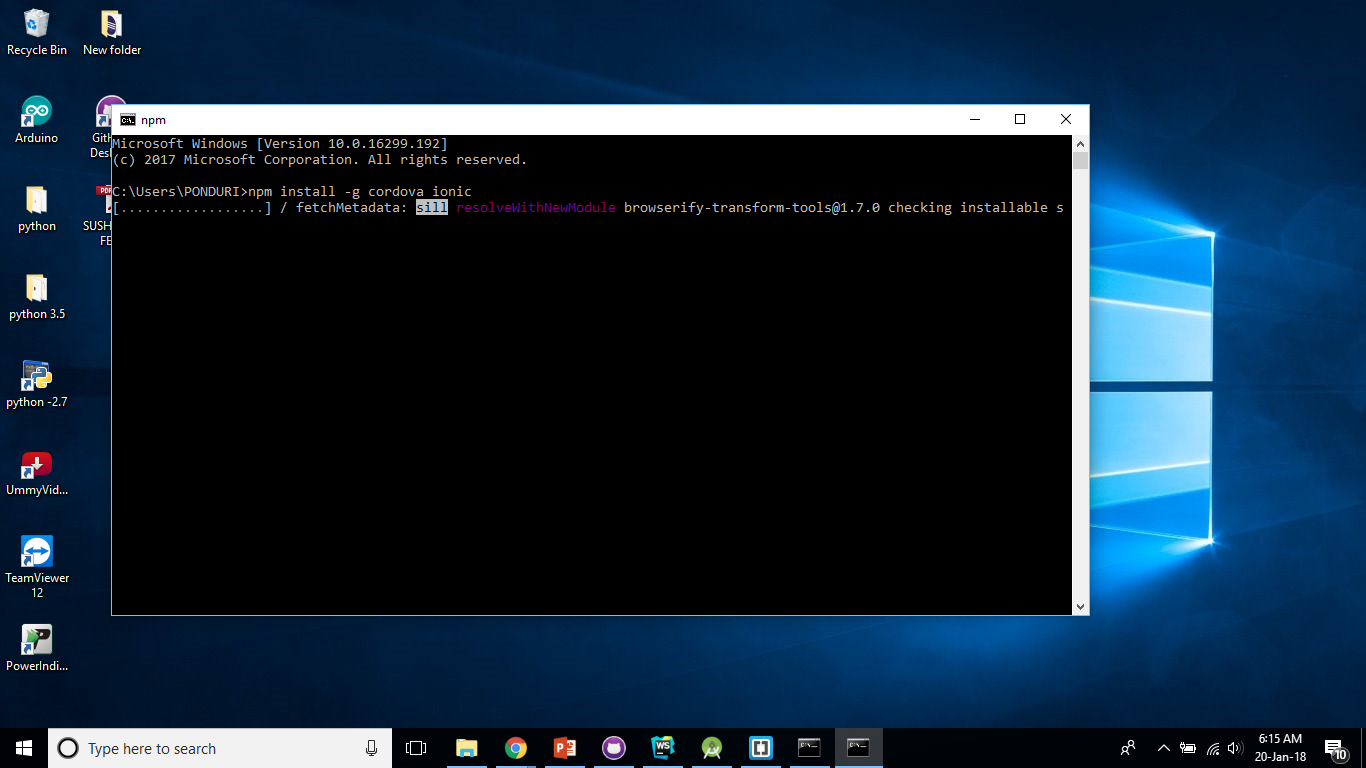 Recycle Bin
New folder
Arduino
GitH
Desk
python
PDF
SUSH
FE
python 3.5
python -2.7
UmmyVid...
TeamViewer
12
PowerIndi...
npm
Microsoft Windows [Version 10.0.16299.192]
(c) 2017 Microsoft Corporation. All rights reserved.
C:\Users\PONDURI>npm install -g cordova ionic
[..................] / fetchMetadata: sill resolveWithNewModule browserify-transform-tools@1.7.0 checking installable s
Type here to search
WS
6:15 AM
20-Jan-18
10